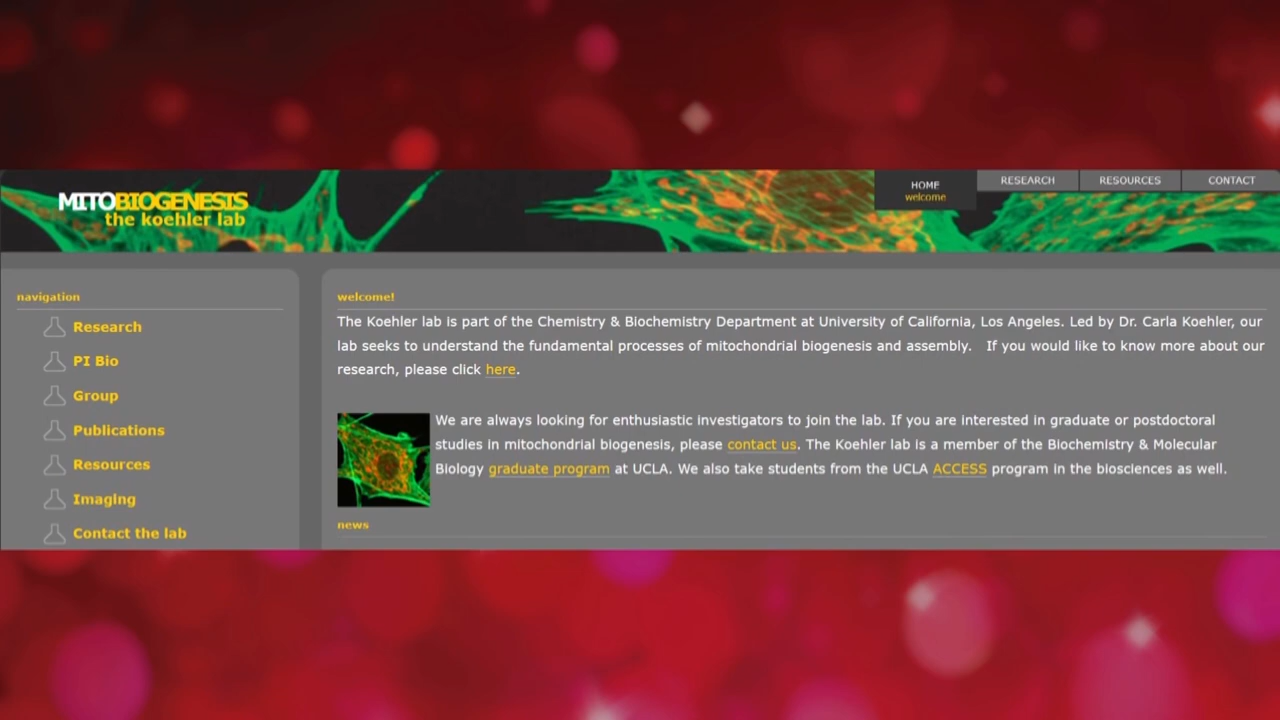 MITOBIOGENESIS
the koehler lab
HOME
welcome
RESEARCH
RESOURCES
CONTACT
navigation
Research
PI Bio
Group
Publications
Resources
Imaging
Contact the lab
welcome!
The Koehler lab is part of the Chemistry & Biochemistry Department at University of California, Los Angeles. Led by Dr. Carla Koehler, our
lab seeks to understand the fundamental processes of mitochondrial biogenesis and assembly. If you would like to know more about our
research, please click here.
We are always looking for enthusiastic investigators to join the lab. If you are interested in graduate or postdoctoral
studies in mitochondrial biogenesis, please contact us. The Koehler lab is a member of the Biochemistry & Molecular
Biology graduate program at UCLA. We also take students from the UCLA ACCESS program in the biosciences as well.
news